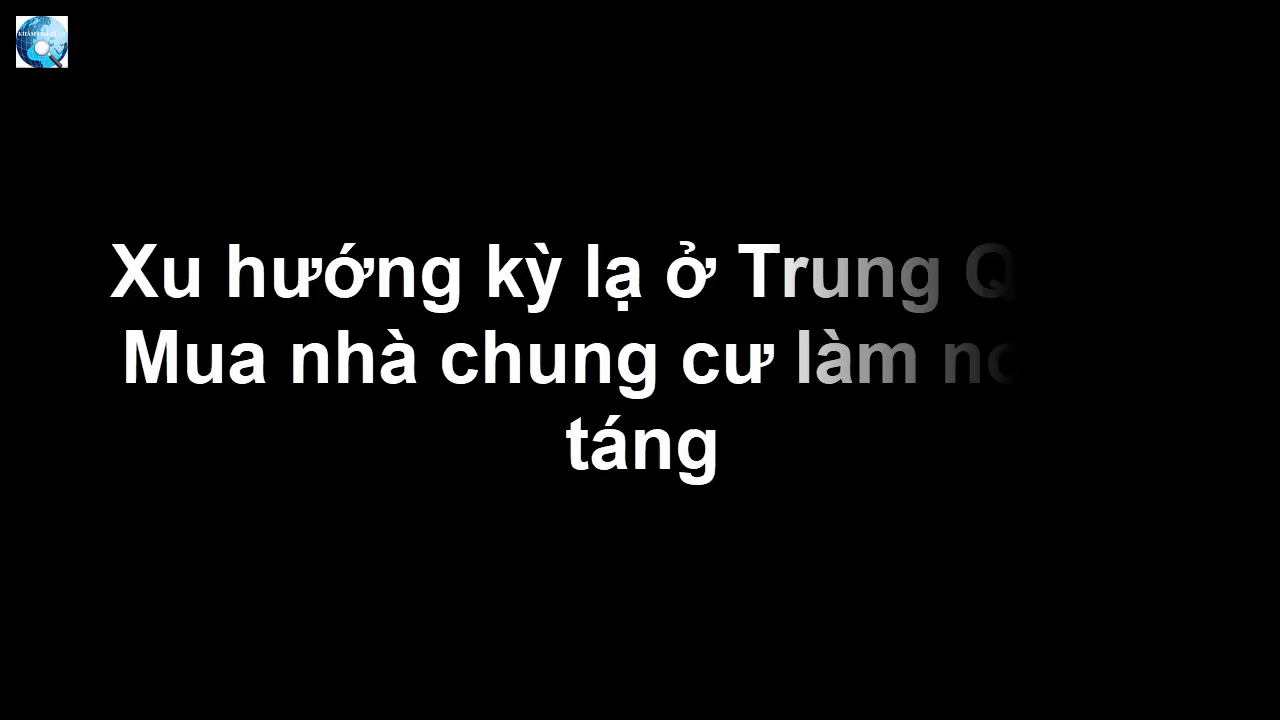 Xu hướng kỳ lạ ở Trung
Mua nhà chung cư làm
táng